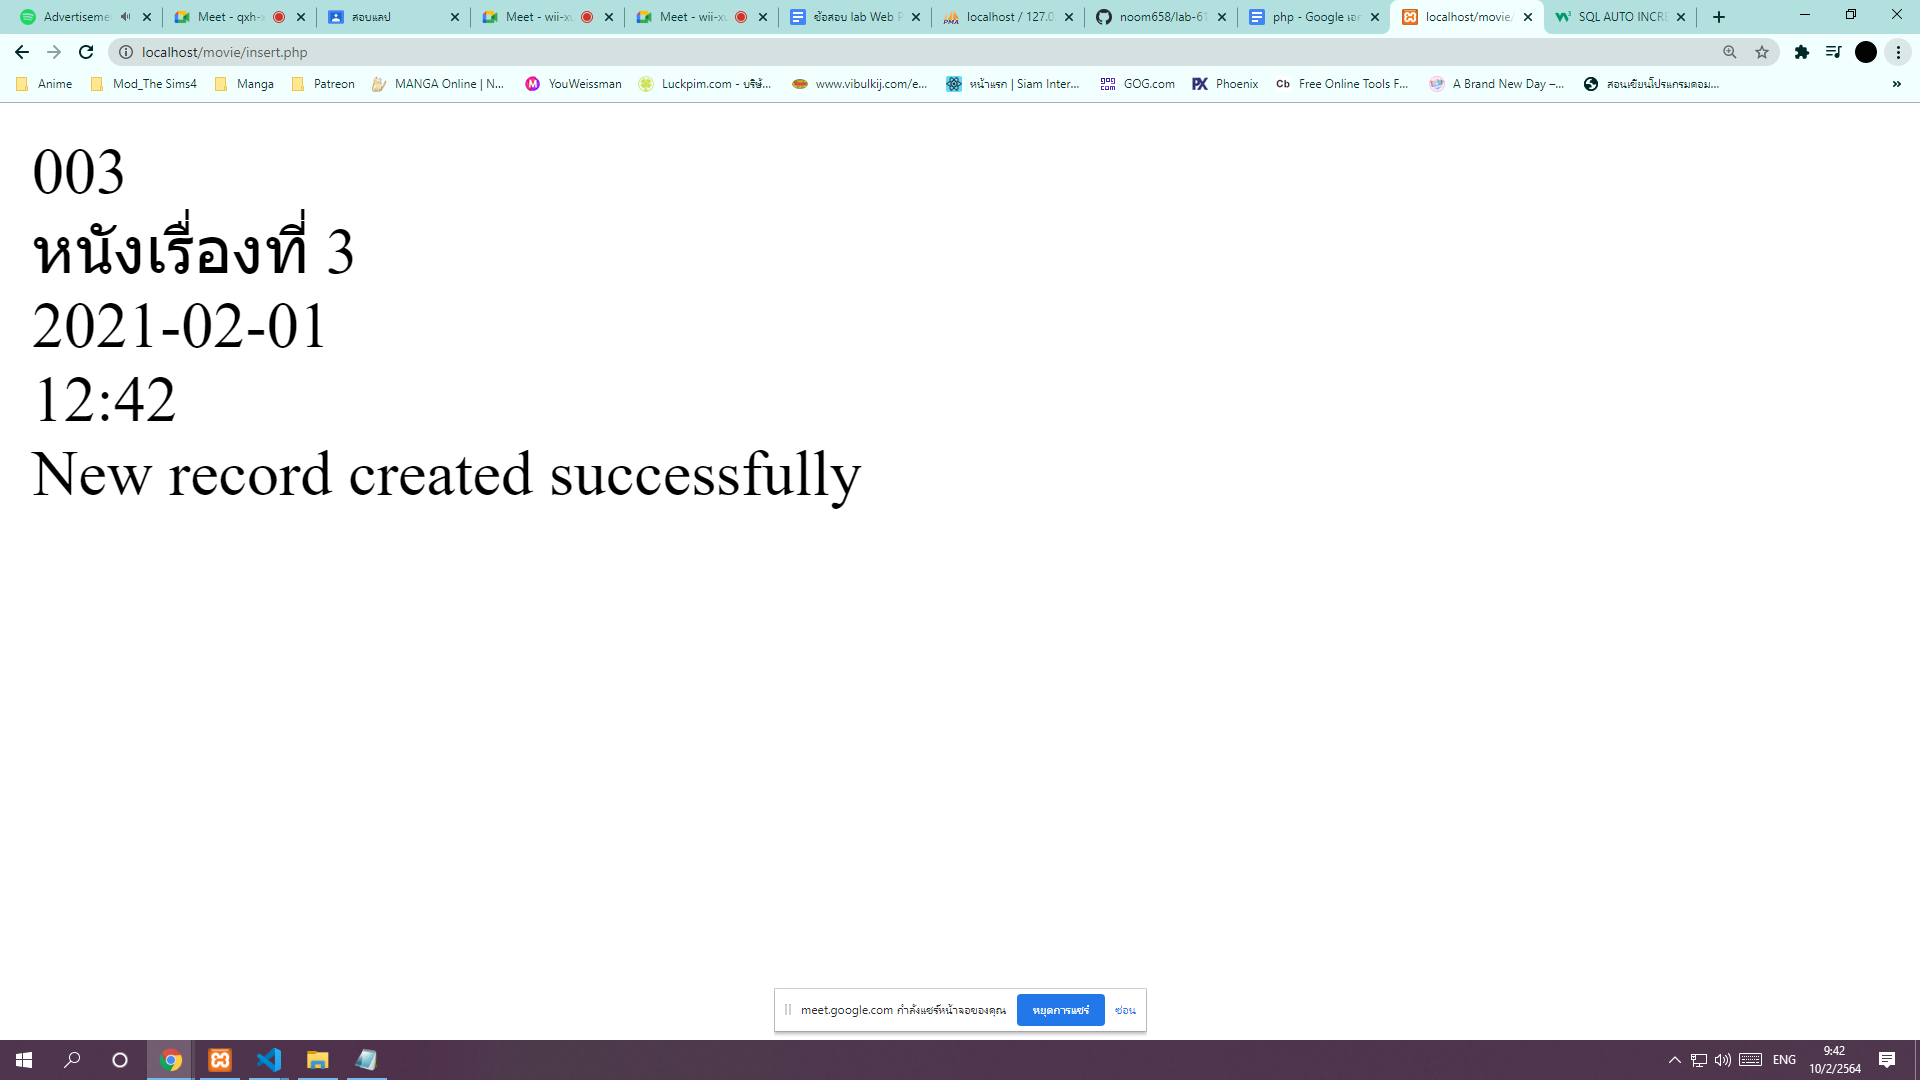 Advertiseme
Meet - qxh-x
สอบแลป
Meet - wii-xu
Meet - wii-xu
ข้อสอบ lab Web P
localhost / 127.0
noom658/lab-61
php - Google เอก
localhost/movie/
SQL AUTO INCRE
localhost/movie/insert.php
Anime
Mod_The Sims4
Manga
Patreon
MANGA Online | N...
YouWeissman
Luckpim.com - บริษั...
www.vibulkij.com/e...
หน้าแรก | Siam Inter...
GOG.com
Phoenix
Free Online Tools F...
A Brand New Day –...
สอนเขียนโปรแกรมคอม...
»
003
หนังเรื่องที่ 3
2021-02-01
12:42
New record created successfully
meet.google.com กำลังแชร์หน้าจอของคุณ
หยุดการแชร์
ซ่อน
ENG
9:42
10/2/2564